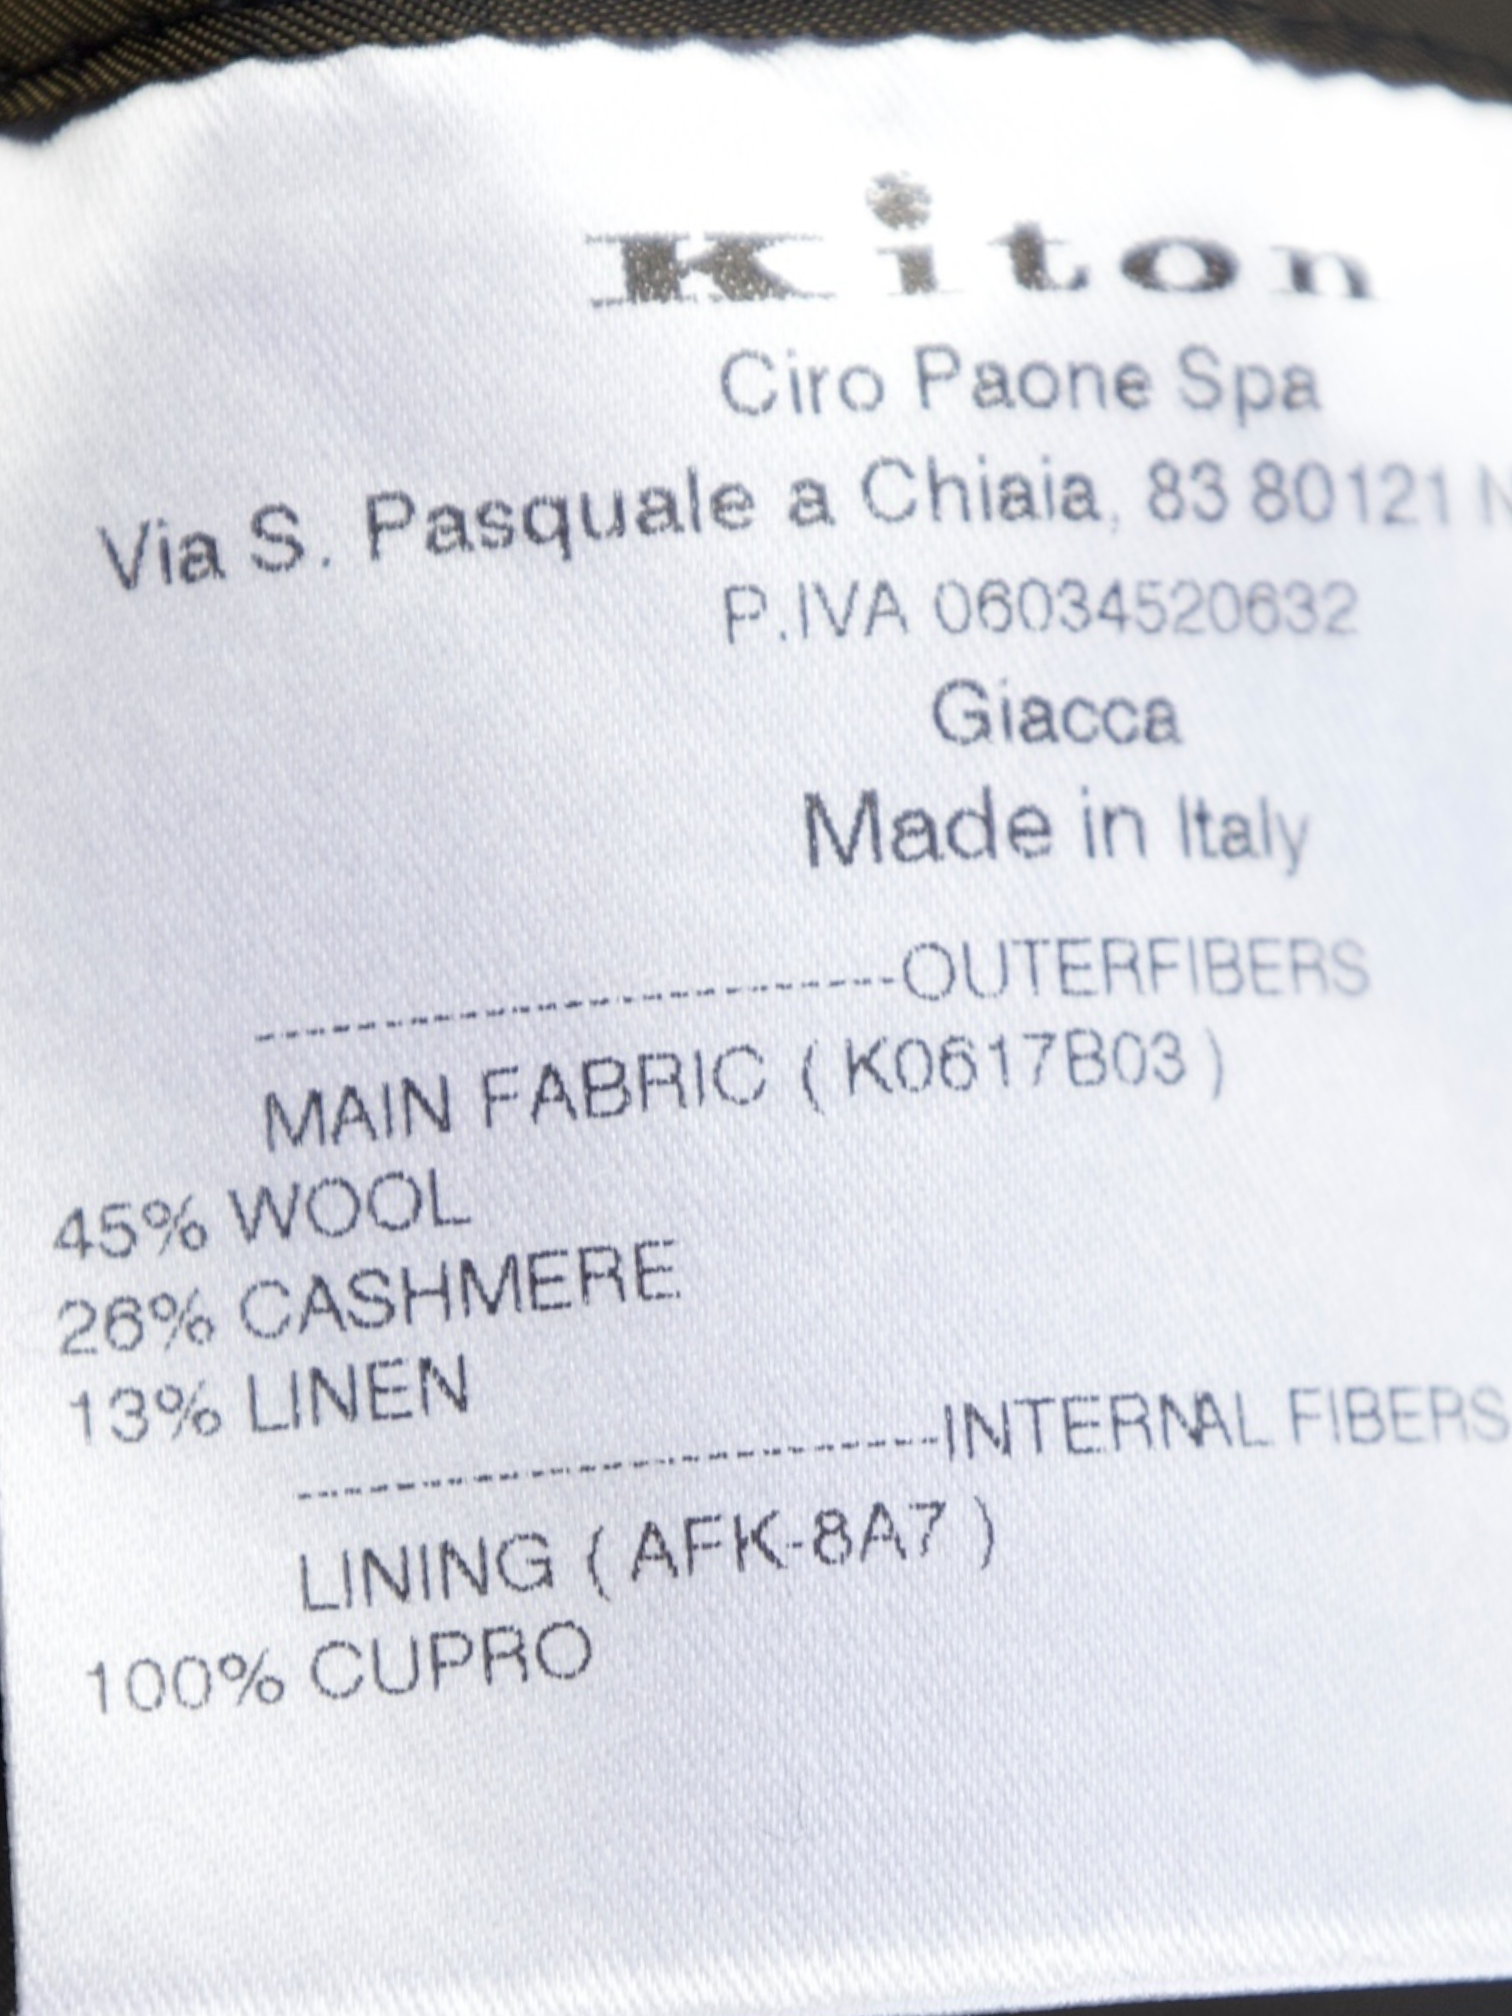 Kiton
Ciro Paone Spa
Via S. Pasquale a Chiaia, 83 80121
P.IVA 06034520632
Giacca
Made in Italy
--------------------------OUTERFIBERS
MAIN FABRIC ( K0617B03 )
45% WOOL
26% CASHMERE
13% LINEN
--------------------------INTERNAL FIBERS
LINING ( AFK-8A7 )
100% CUPRO